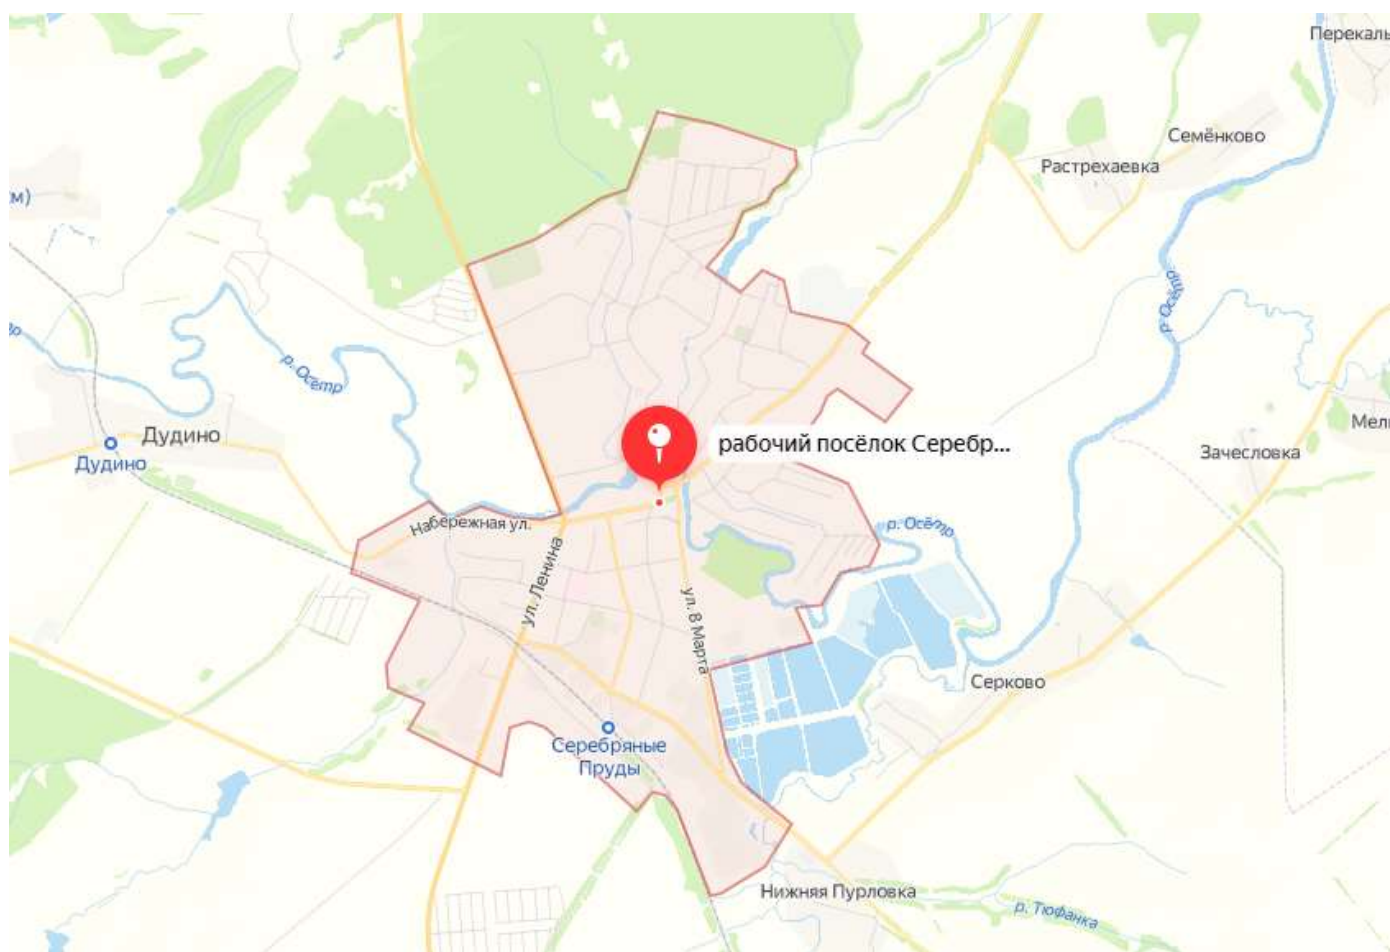 Перекаль
Семёнково
Растрехаевка
м)
р. Осётр
р. Осётр
Дудино
Дудино
рабочий посёлок Серебр...
Мел
Зачесловка
Набережная ул.
р. Осётр
ул. Ленина
ул. 8 Марта
Серково
Серебряные
Пруды
Нижняя Пурловка
р. Тюфанка